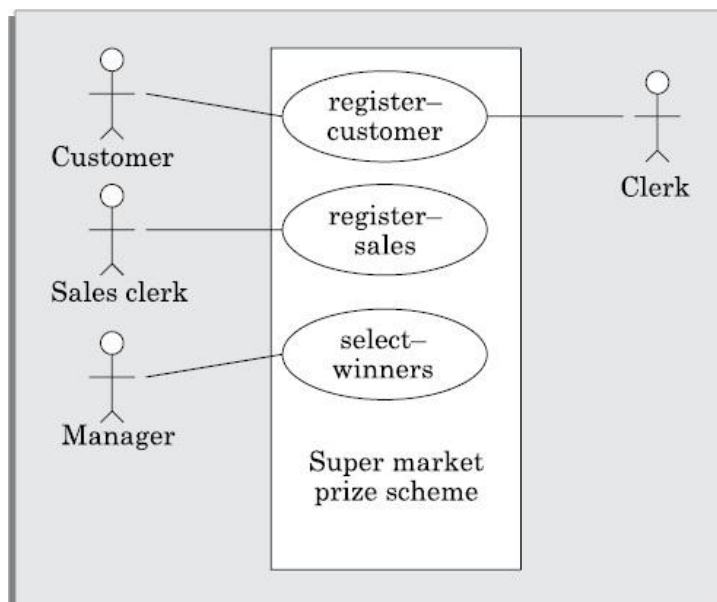 register–
customer
Customer
Clerk
register–
sales
Sales clerk
select–
winners
Manager
Super market
prize scheme